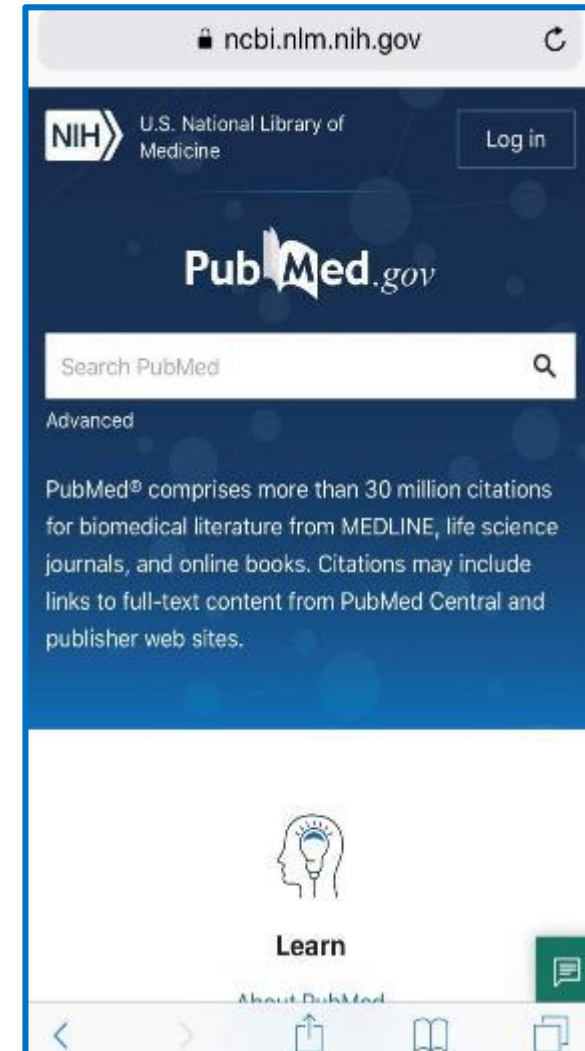 ncbi.nlm.nih.gov
NIH
U.S. National Library of
Medicine
Log in
PubMed.gov
Search PubMed
Advanced
PubMed® comprises more than 30 million citations
for biomedical literature from MEDLINE, life science
journals, and online books. Citations may include
links to full-text content from PubMed Central and
publisher web sites.
Learn
About PubMed